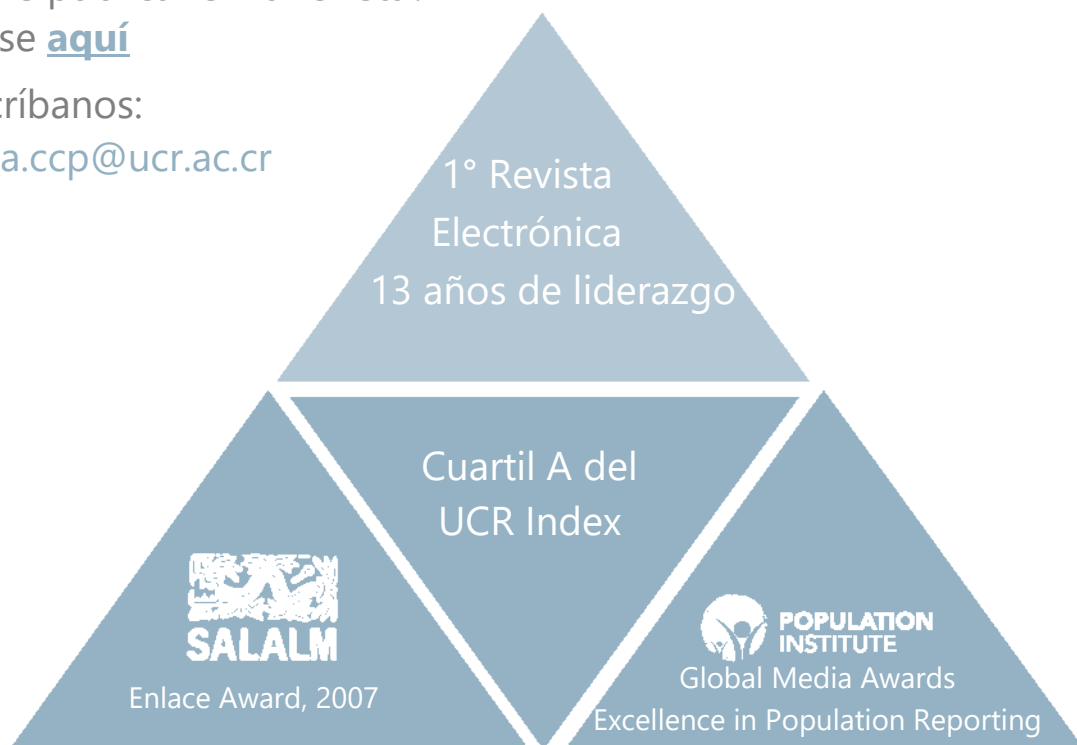 se aquí
críbanos:
a.ccp@ucr.ac.cr
1° Revista
Electrónica
13 años de liderazgo
Cuartil A del
UCR Index
SALALM
Enlace Award, 2007
POPULATION
INSTITUTE
Global Media Awards
Excellence in Population Reporting